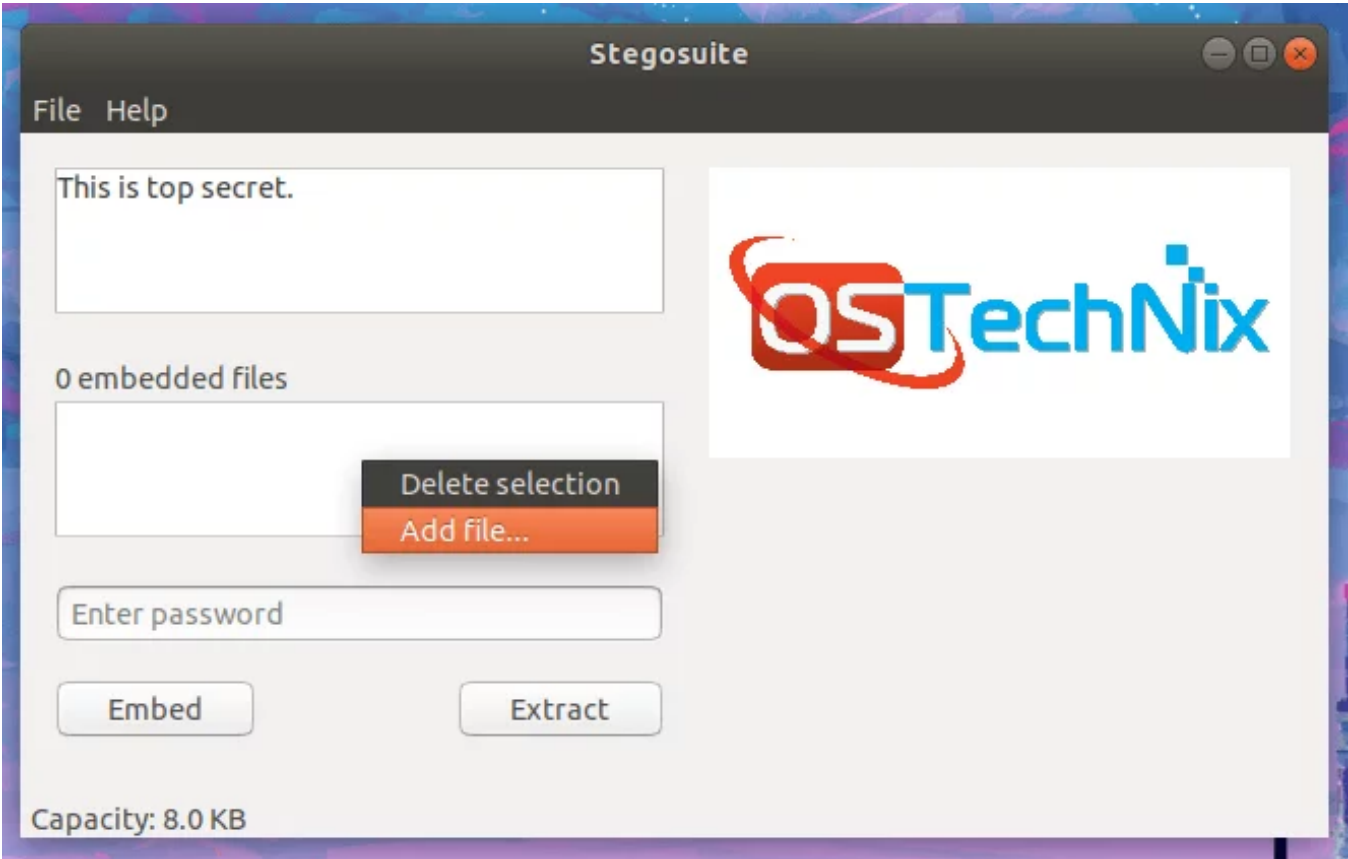 Stegosuite
File Help
This is top secret.
OSTechNix
0 embedded files
Delete selection
Add file...
Enter password
Embed Extract
Capacity: 8.0 KB